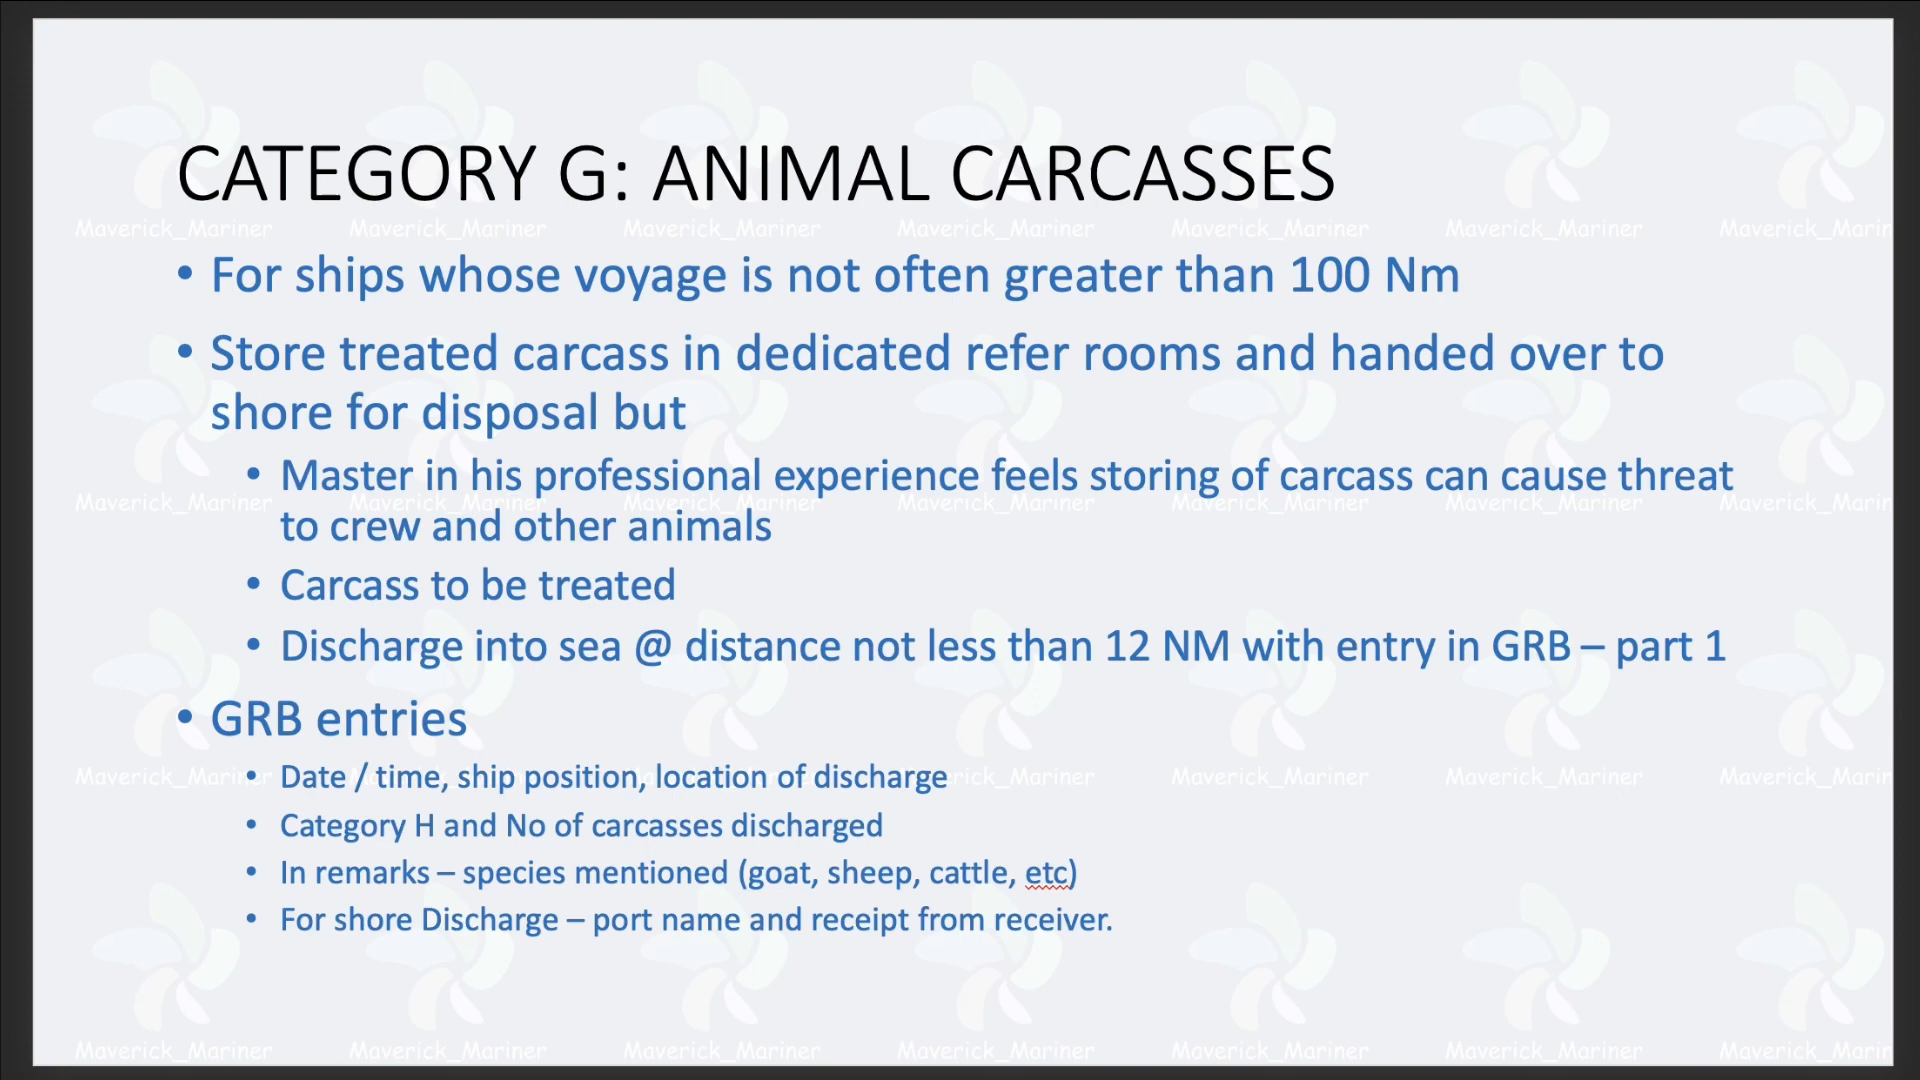 CATEGORY G: ANIMAL CARCASSES
• For ships whose voyage is not often greater than 100 Nm
• Store treated carcass in dedicated refer rooms and handed over to
shore for disposal but
• Master in his professional experience feels storing of carcass can cause threat
to crew and other animals
• Carcass to be treated
• Discharge into sea @ distance not less than 12 NM with entry in GRB – part 1
• GRB entries
• Date / time, ship position, location of discharge
• Category H and No of carcasses discharged
• In remarks – species mentioned (goat, sheep, cattle, etc)
• For shore Discharge – port name and receipt from receiver.
Maverick_Mariner